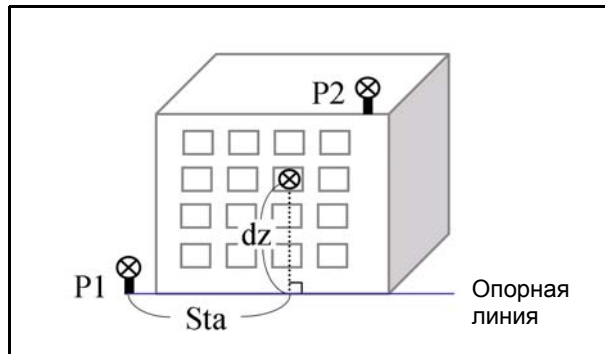 P2
dz
P1
Sta
Опорная
линия